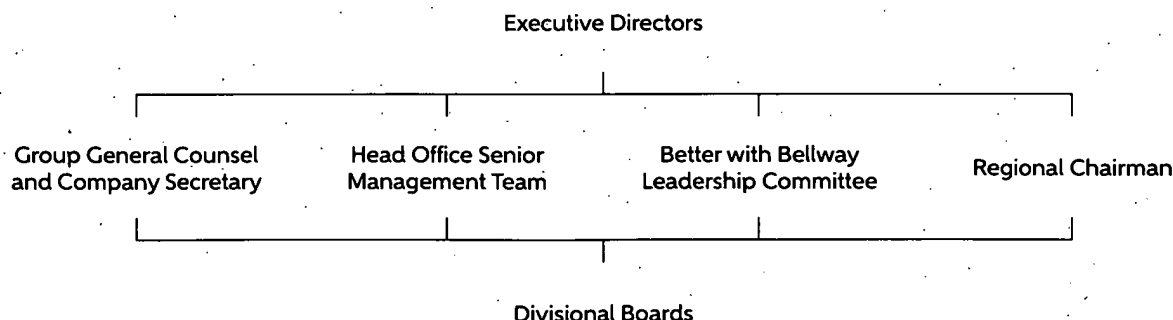 Executive Directors
Group General Counsel
and Company Secretary
Head Office Senior
Management Team
Better with Bellway
Leadership Committee
Regional Chairman
Divisional Boards